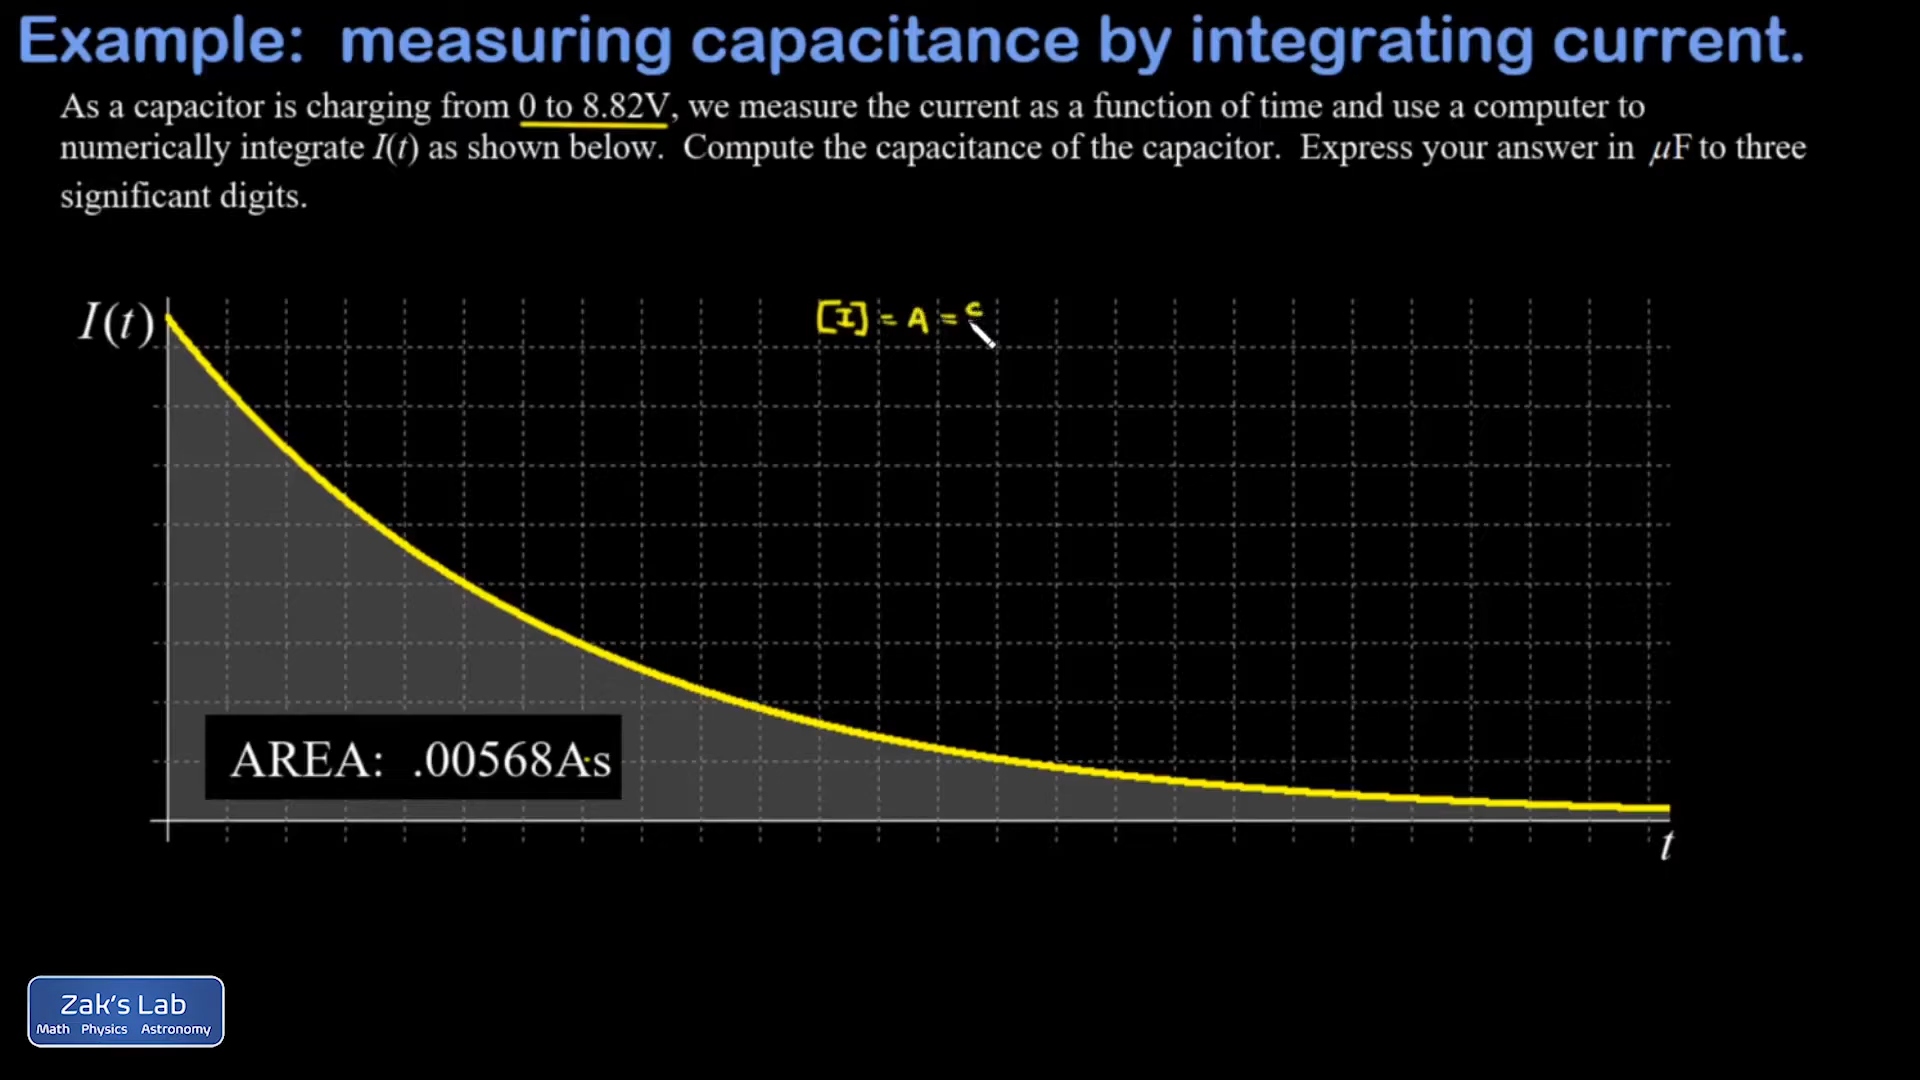 Example: measuring capacitance by integrating current.
As a capacitor is charging from 0 to 8.82V, we measure the current as a function of time and use a computer to
numerically integrate I(t) as shown below. Compute the capacitance of the capacitor. Express your answer in μF to three
significant digits.
I(t)
[I] = A = C
AREA: .00568A·s
t
Zak's Lab
Math Physics Astronomy